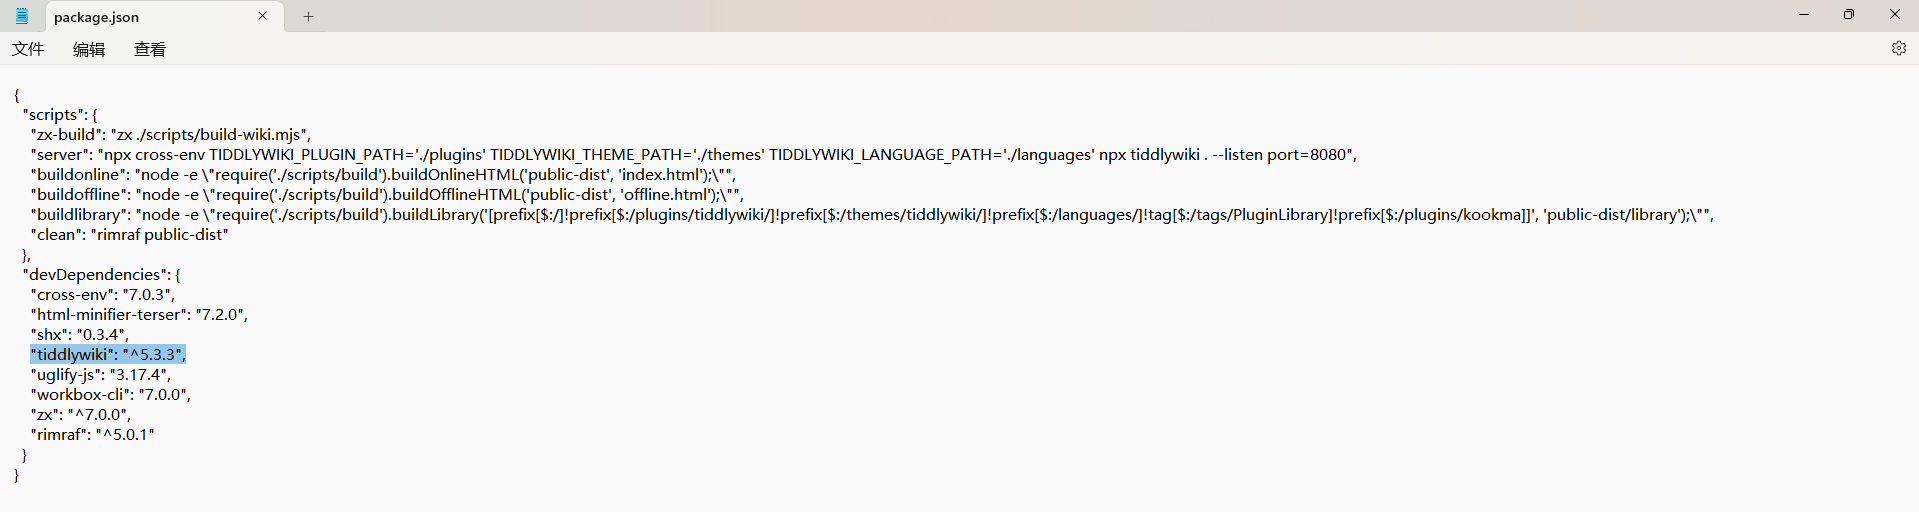 package.json
文件 编辑 查看
{
"scripts": {
"zx-build": "zx ./scripts/build-wiki.mjs",
"server": "npx cross-env TIDDLYWIKI_PLUGIN_PATH='./plugins' TIDDLYWIKI_THEME_PATH='./themes' TIDDLYWIKI_LANGUAGE_PATH='./languages' npx tiddlywiki . --listen port=8080",
"buildonline": "node -e \"require('./scripts/build').buildOnlineHTML('public-dist', 'index.html');\"",
"buildoffline": "node -e \"require('./scripts/build').buildOfflineHTML('public-dist', 'offline.html');\"",
"buildlibrary": "node -e \"require('./scripts/build').buildLibrary('[prefix[$:/]!prefix[$:/plugins/tiddlywiki/]!prefix[$:/themes/tiddlywiki/]!prefix[$:/languages/]!tag[$:/tags/PluginLibrary]!prefix[$:/plugins/kookma]]', 'public-dist/library');\"",
"clean": "rimraf public-dist"
},
"devDependencies": {
"cross-env": "7.0.3",
"html-minifier-terser": "7.2.0",
"shx": "0.3.4",
"tiddlywiki": "^5.3.3",
"uglify-js": "3.17.4",
"workbox-cli": "7.0.0",
"zx": "^7.0.0",
"rimraf": "^5.0.1"
}
}